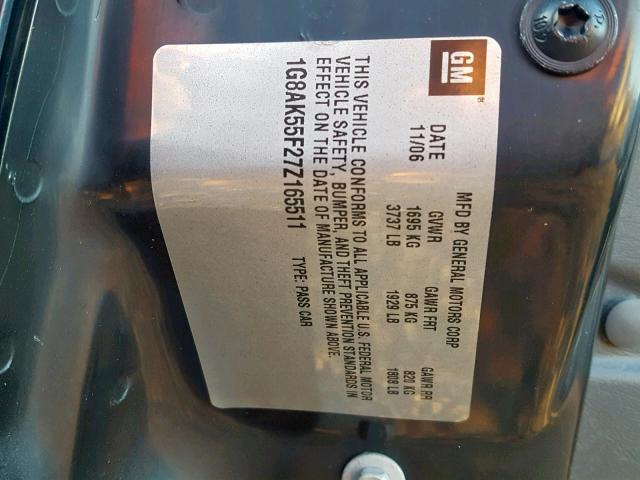 GM
MFD BY GENERAL MOTORS CORP
DATE GVWR GAWR FRT GAWR RR
11/06 1695 KG 875 KG 820 KG
3737 LB 1929 LB 1808 LB
THIS VEHICLE CONFORMS TO ALL APPLICABLE U.S. FEDERAL MOTOR
VEHICLE SAFETY, BUMPER, AND THEFT PREVENTION STANDARDS IN
EFFECT ON THE DATE OF MANUFACTURE SHOWN ABOVE.
1G8AK55F27Z165511 TYPE: PASS CAR